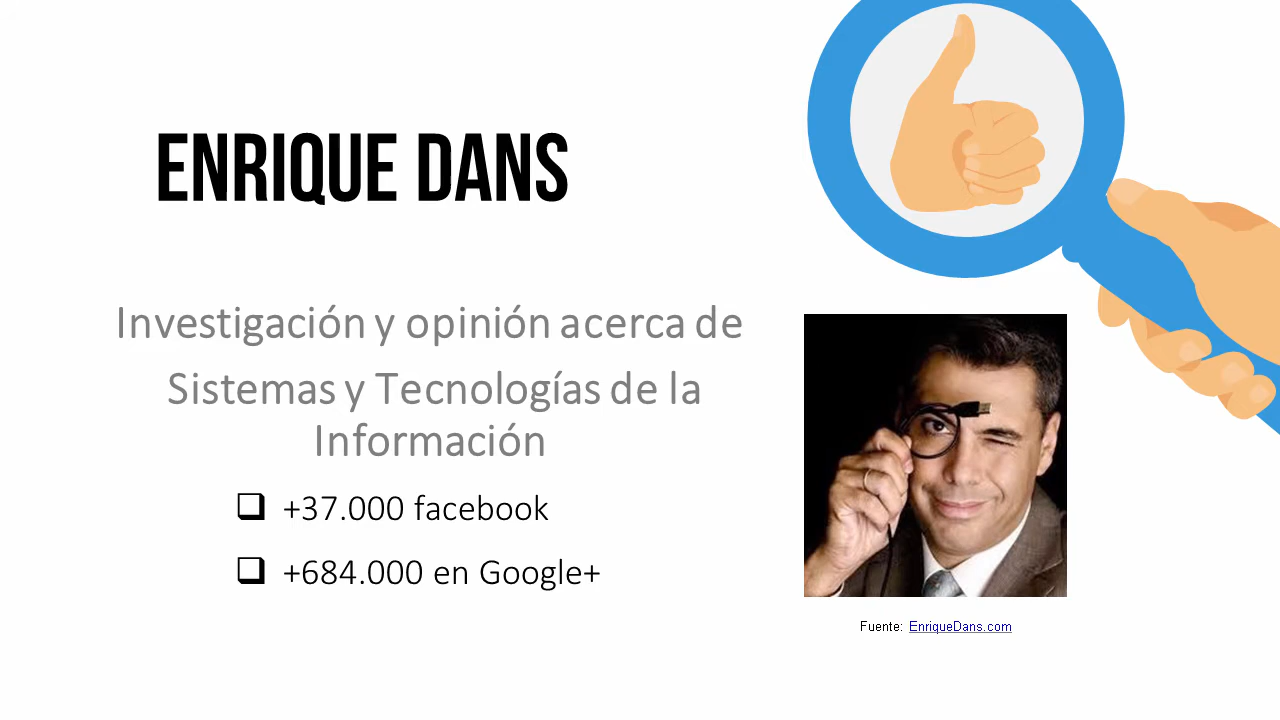 ENRIQUE DANS
Investigación y opinión acerca de
Sistemas y Tecnologías de la
Información
+37.000 facebook
+684.000 en Google+
Fuente: EnriqueDans.com